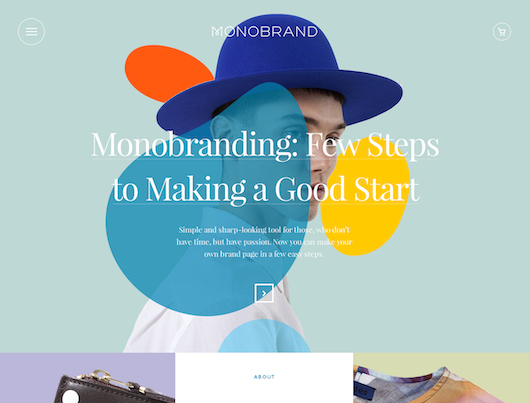 MONOBRAND
Monobranding: Few Steps
to Making a Good Start
Simple and sharp-looking tool for those, who don't
have time, but have passion. Now you can make your
own brand page in a few easy steps.
ABOUT